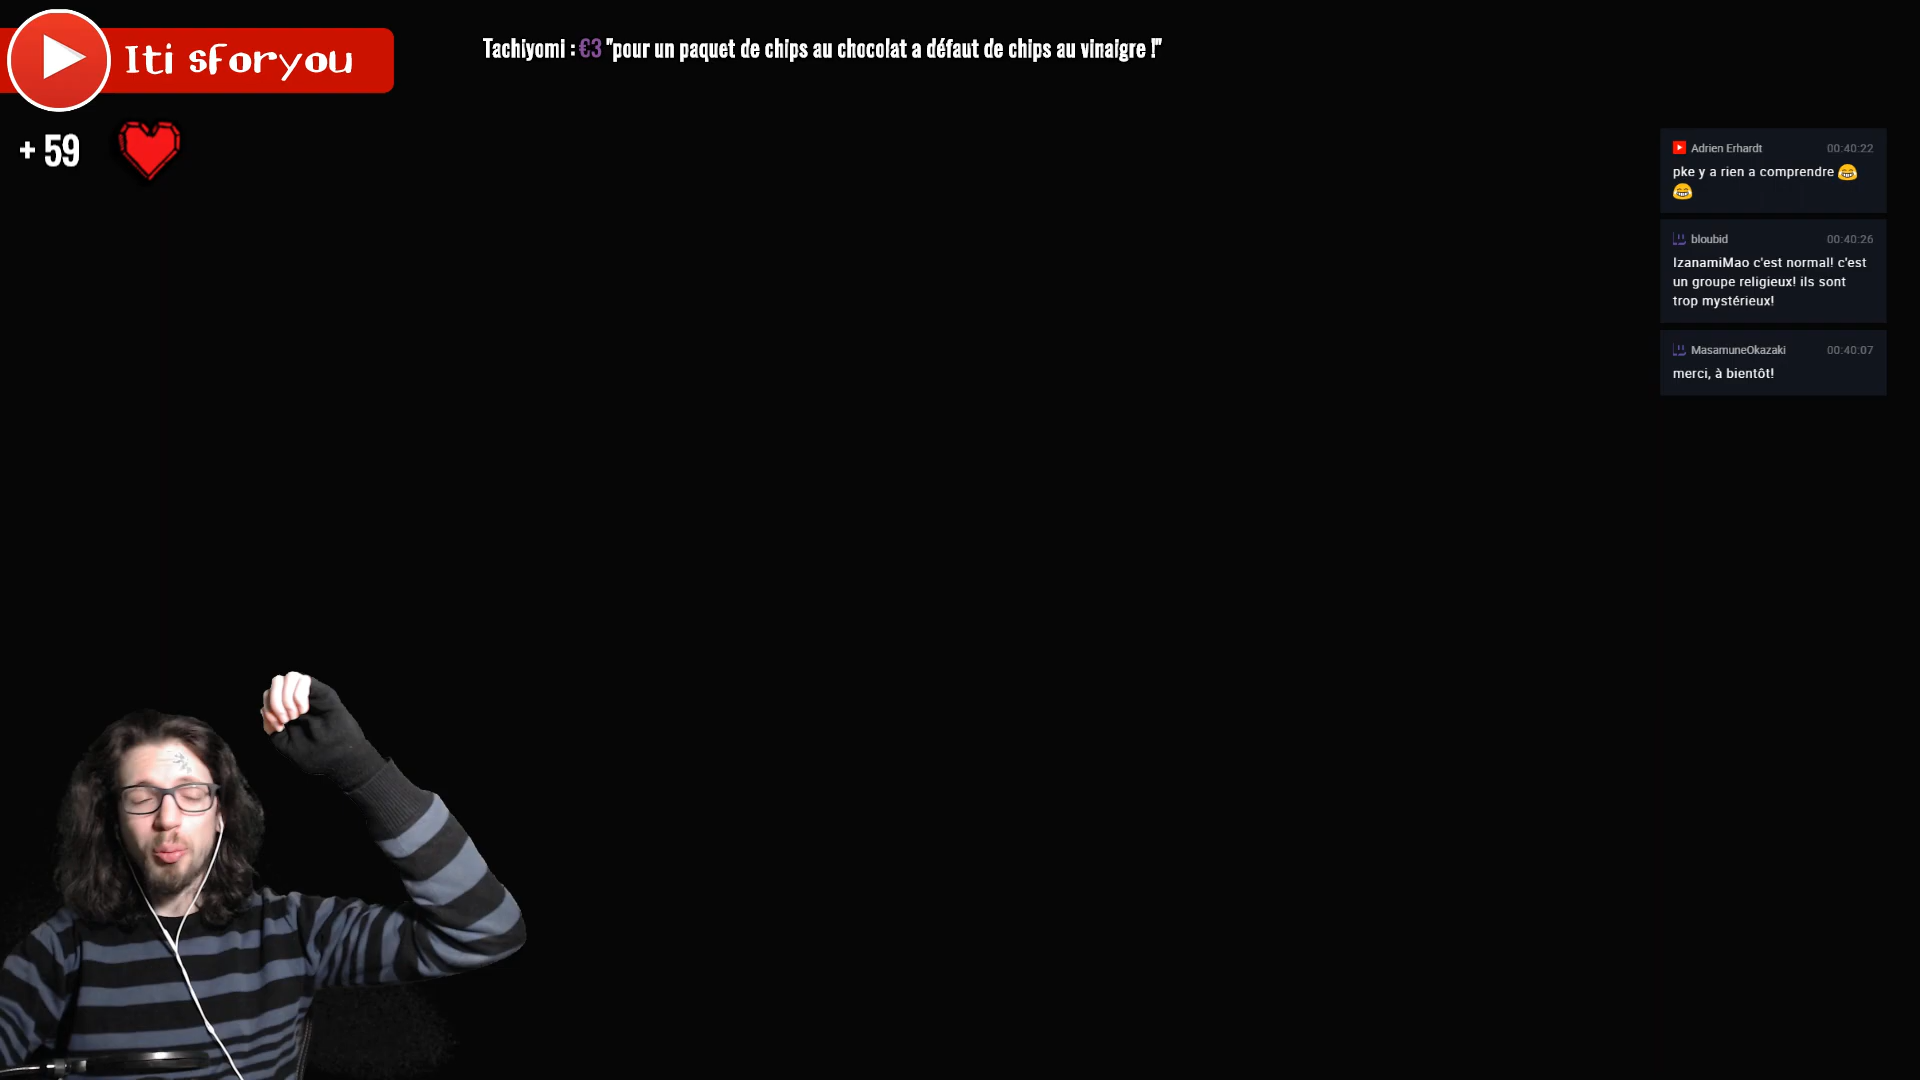 Iti sforyou
Tachiyomi : €3 "pour un paquet de chips au chocolat a défaut de chips au vinaigre !"
+ 59
Adrien Erhardt 00:40:22
pke y a rien a comprendre 😂
😂
bloubid 00:40:26
IzanamiMao c'est normal! c'est
un groupe religieux! ils sont
trop mystérieux!
MasamuneOkazaki 00:40:07
merci, à bientôt!